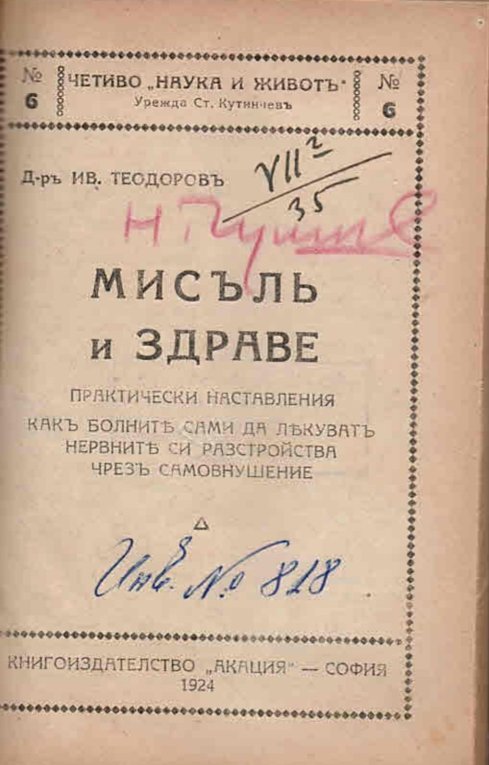 № 6 ЧЕТИВО „НАУКА И ЖИВОТЪ“ № 6
Урежда Ст. Кутинчевъ
Д-ръ ИВ. ТЕОДОРОВЪ
VII 2/35
МИСЪЛЬ
и ЗДРАВЕ
ПРАКТИЧЕСКИ НАСТАВЛЕНИЯ
КАКЪ БОЛНИТѢ САМИ ДА ЛѢКУВАТЪ
НЕРВНИТѢ СИ РАЗСТРОЙСТВА
ЧРЕЗЪ САМОВНУШЕНИЕ
Инв. № 818
КНИГОИЗДАТЕЛСТВО „АКАЦИЯ“ — СОФИЯ
1924